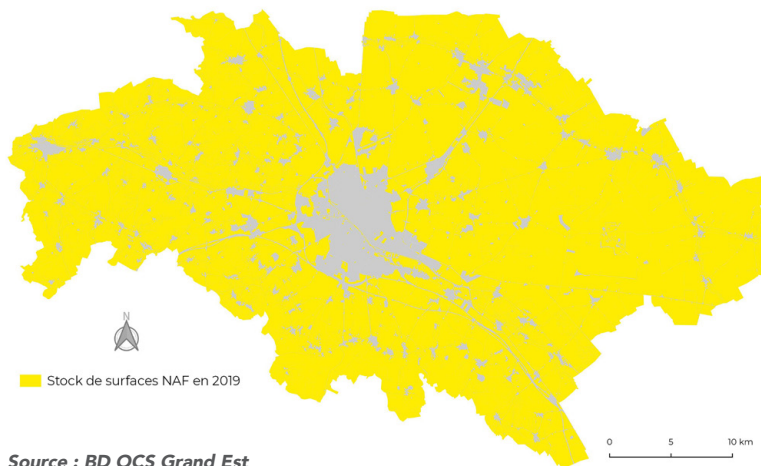 N
Stock de surfaces NAF en 2019
0 5 10 km
Source : BD OCS Grand Est